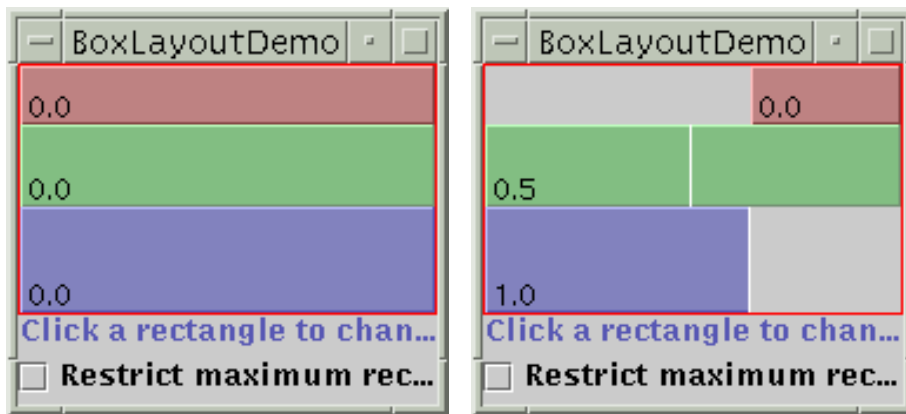 BoxLayoutDemo
0.0
0.0
0.0
Click a rectangle to chan...
Restrict maximum rec...
BoxLayoutDemo
0.0
0.5
1.0
Click a rectangle to chan...
Restrict maximum rec...